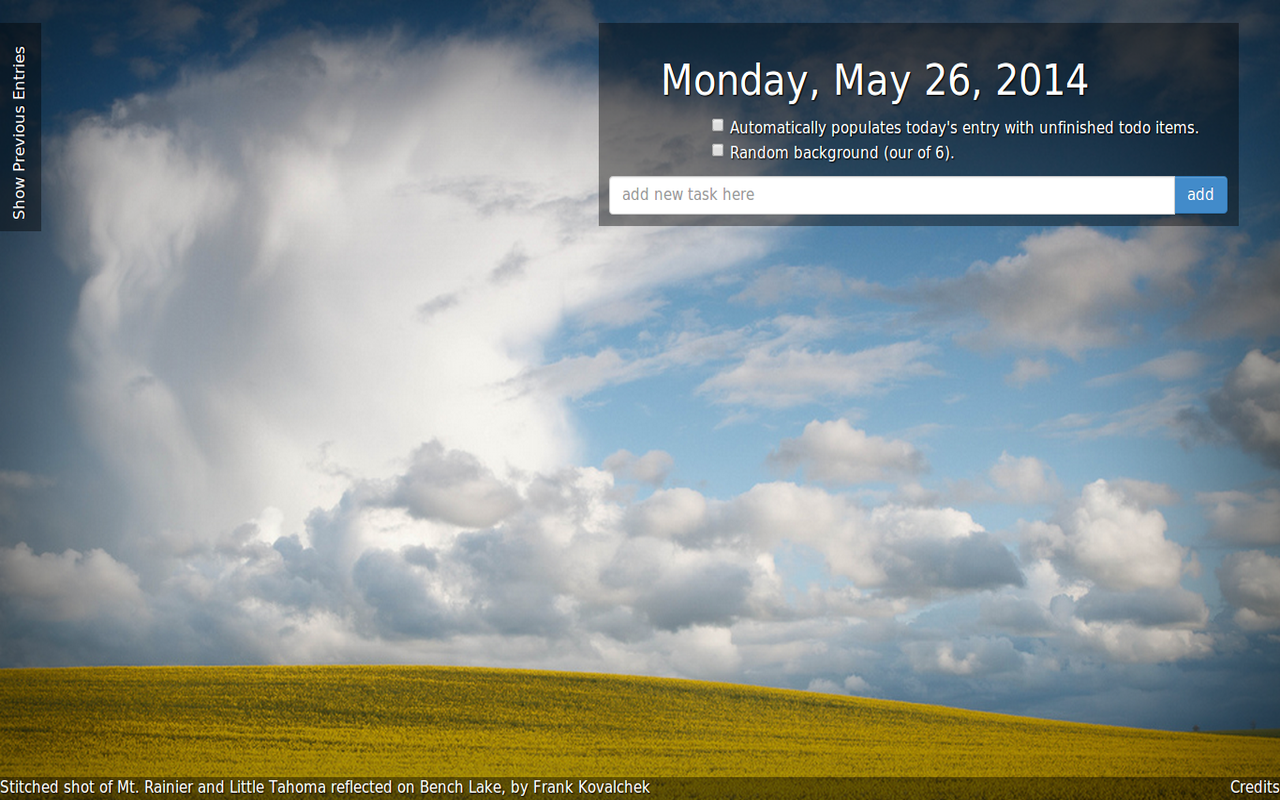 Show Previous Entries
Monday, May 26, 2014
Automatically populates today's entry with unfinished todo items.
Random background (our of 6).
add new task here
add
Stitched shot of Mt. Rainier and Little Tahoma reflected on Bench Lake, by Frank Kovalchek
Credits